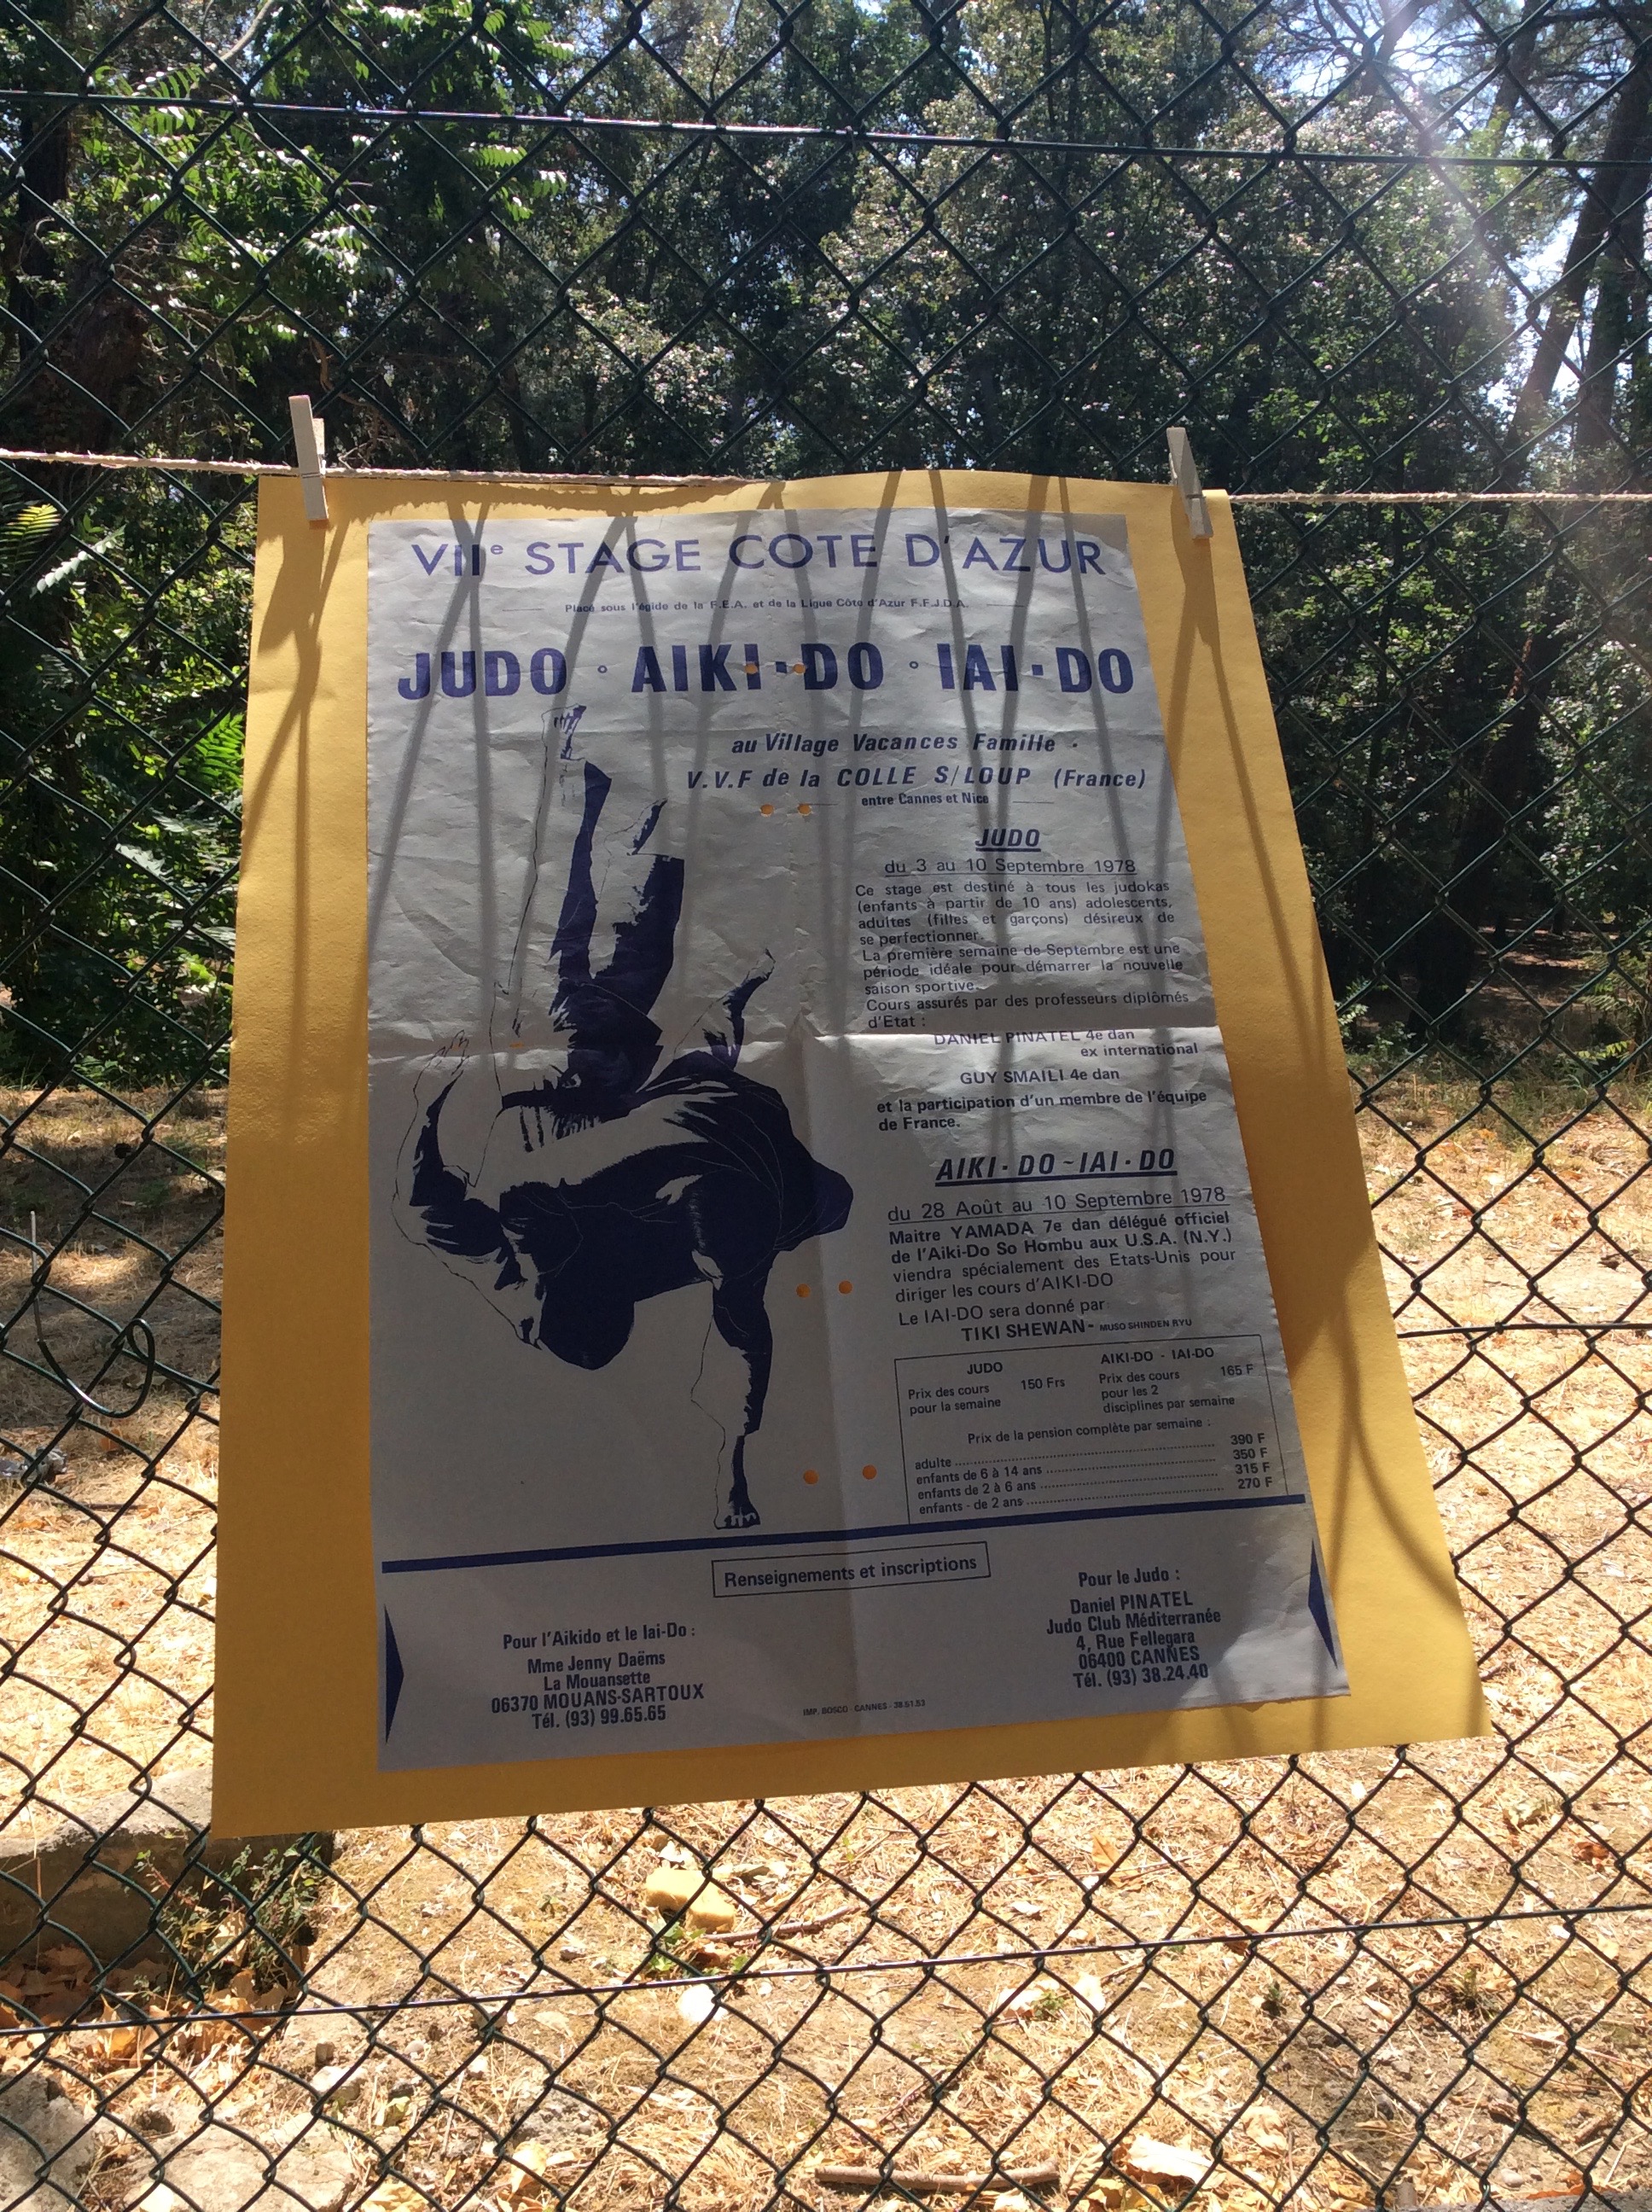 VIIe STAGE COTE D'AZUR
Placé sous l'égide de la F.E.A. et de la Ligue Côte d'Azur F.F.J.D.A.
JUDO ° AIKI-DO ° IAI-DO
au Village Vacances Famille -
V.V.F de la COLLE S/LOUP (France)
entre Cannes et Nice
JUDO
du 3 au 10 Septembre 1978
Ce stage est destiné à tous les judokas
(enfants à partir de 10 ans) adolescents,
adultes (filles et garçons) désireux de
se perfectionner.
La première semaine de Septembre est une
période idéale pour démarrer la nouvelle
saison sportive.
Cours assurés par des professeurs diplômés
d'Etat :
DANIEL PINATEL 4e dan
ex international
GUY SMAILI 4e dan
et la participation d'un membre de l'équipe
de France.
AIKI-DO-IAI-DO
du 28 Août au 10 Septembre 1978
Maitre YAMADA 7e dan délégué officiel
de l'Aiki-Do So Hombu aux U.S.A. (N.Y.)
viendra spécialement des Etats-Unis pour
diriger les cours d'AIKI-DO
Le IAI-DO sera donné par
TIKI SHEWAN- MUSO SHINDEN RYU
JUDO
Prix des cours 150 Frs
pour la semaine
AIKI-DO - IAI-DO
Prix des cours 165 F
pour les 2
disciplines par semaine
Prix de la pension complète par semaine :
adulte ........ 390 F
enfants de 6 à 14 ans ........ 350 F
enfants de 2 à 6 ans ........ 315 F
enfants - de 2 ans ........ 270 F
Renseignements et inscriptions
Pour l'Aikido et le Iai-Do :
Mme Jenny Daëms
La Mouansette
06370 MOUANS-SARTOUX
Tél. (93) 99.65.65
Pour le Judo :
Daniel PINATEL
Judo Club Méditerranée
4, Rue Fellegara
06400 CANNES
Tél. (93) 38.24.40
IMP. BOSCO - CANNES - 38.51.53